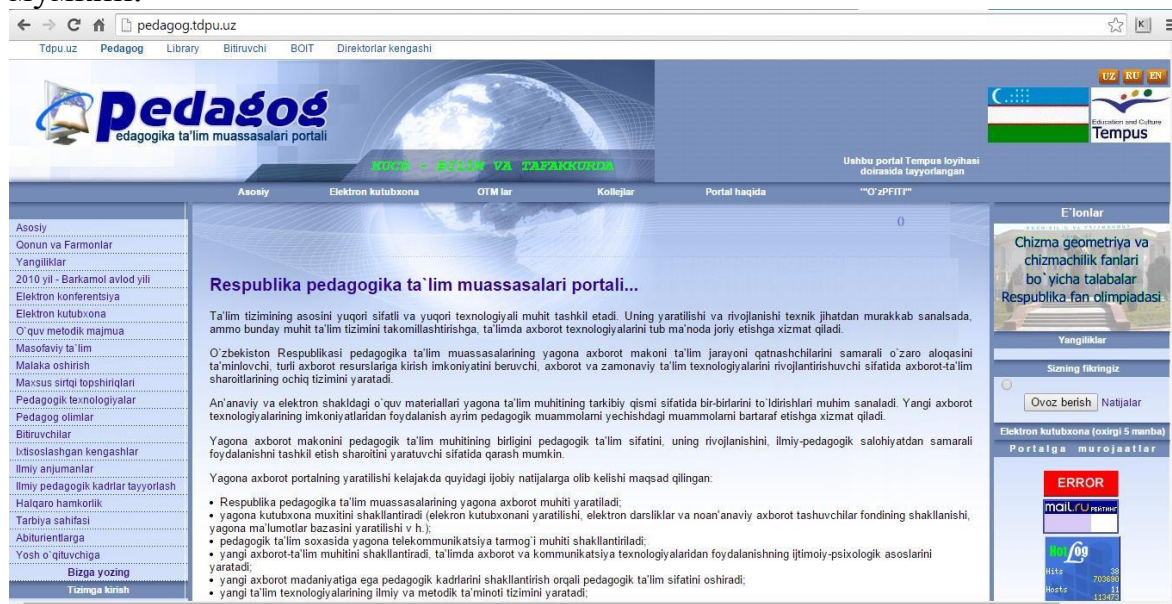 pedagog.tdpu.uz
Tdpu.uz Pedagog Library Bitiruvchi BOIT Direktorlar kengashi
UZ RU EN
Pedagog
pedagogika ta'lim muassasalari portali
Education and Culture
Tempus
KUCH - BILIM VA TAFAKKURDA
Ushbu portal Tempus loyihasi
doirasida tayyorlangan
Asosiy Elektron kutubxona OTM lar Kollejlar Portal haqida '"O'zPFITI"'
Asosiy
Qonun va Farmonlar
Yangiliklar
2010 yil - Barkamol avlod yili
Elektron konferentsiya
Elektron kutubxona
O`quv metodik majmua
Masofaviy ta`lim
Malaka oshirish
Maxsus sirtqi topshiriqlari
Pedagogik texnologiyalar
Pedagog olimlar
Bitiruvchilar
Ixtisoslashgan kengashlar
Ilmiy anjumanlar
Ilmiy pedagogik kadrlar tayyorlash
Halqaro hamkorlik
Tarbiya sahifasi
Abiturientlarga
Yosh o`qituvchiga
Bizga yozing
Tizimga kirish
()
Respublika pedagogika ta`lim muassasalari portali...
Ta'lim tizimining asosini yuqori sifatli va yuqori texnologiyali muhit tashkil etadi. Uning yaratilishi va rivojlanishi texnik jihatdan murakkab sanalsada,
ammo bunday muhit ta'lim tizimini takomillashtirishga, ta'limda axborot texnologiyalarini tub ma'noda joriy etishga xizmat qiladi.
O`zbekiston Respublikasi pedagogika ta'lim muassasalarining yagona axborot makoni ta'lim jarayoni qatnashchilarini samarali o`zaro aloqasini
ta'minlovchi, turli axborot resurslariga kirish imkoniyatini beruvchi, axborot va zamonaviy ta'lim texnologiyalarini rivojlantirishuvchi sifatida axborot-ta'lim
sharoitlarining ochiq tizimini yaratadi.
An'anaviy va elektron shakldagi o`quv materiallari yagona ta'lim muhitining tarkibiy qismi sifatida bir-birlarini to`ldirishlari muhim sanaladi. Yangi axborot
texnologiyalarining imkoniyatlaridan foydalanish ayrim pedagogik muammolarni yechishdagi muammolarni bartaraf etishga xizmat qiladi.
Yagona axborot makonini pedagogik ta'lim muhitining birligini pedagogik ta'lim sifatini, uning rivojlanishini, ilmiy-pedagogik salohiyatdan samarali
foydalanishni tashkil etish sharoitini yaratuvchi sifatida qarash mumkin.
Yagona axborot portalning yaratilishi kelajakda quyidagi ijobiy natijalarga olib kelishi maqsad qilingan:
• Respublika pedagogika ta'lim muassasalarining yagona axborot muhiti yaratiladi;
• yagona kutubxona muxitini shakllantiradi (elekron kutubxonani yaratilishi, elektron darsliklar va noan'anaviy axborot tashuvchilar fondining shakllanishi,
yagona ma'lumotlar bazasini yaratilishi v h.);
• pedagogik ta'lim soxasida yagona telekommunikatsiya tarmog`i muhiti shakllantiriladi;
• yangi axborot-ta'lim muhitini shakllantiradi, ta'limda axborot va kommunikatsiya texnologiyalaridan foydalanishning ijtimoiy-psixologik asoslarini
yaratadi;
• yangi axborot madaniyatiga ega pedagogik kadrlarini shakllantirish orqali pedagogik ta'lim sifatini oshiradi;
• yangi ta'lim texnologiyalarining ilmiy va metodik ta'minoti tizimini yaratadi;
E`lonlar
Chizma geometriya va
chizmachilik fanlari
bo`yicha talabalar
Respublika fan olimpiadasi
Yangiliklar
Sizning fikringiz
Ovoz berish Natijalar
Elektron kutubxona (oxirgi 5 manba)
Portalga murojaatlar
ERROR
mail.ru РЕЙТИНГ
HotLog
Hits 38
703690
Hosts 11
113473